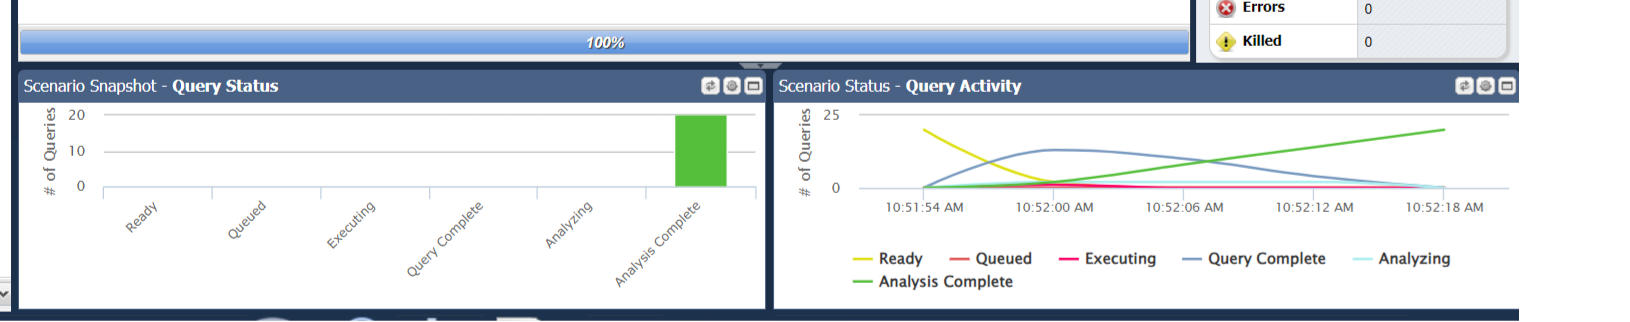 Errors 0
100%
Killed 0
Scenario Snapshot - Query Status
# of Queries
20
10
0
Ready
Queued
Executing
Query Complete
Analyzing
Analysis Complete
Scenario Status - Query Activity
# of Queries
25
0
10:51:54 AM 10:52:00 AM 10:52:06 AM 10:52:12 AM 10:52:18 AM
Ready Queued Executing Query Complete Analyzing
Analysis Complete